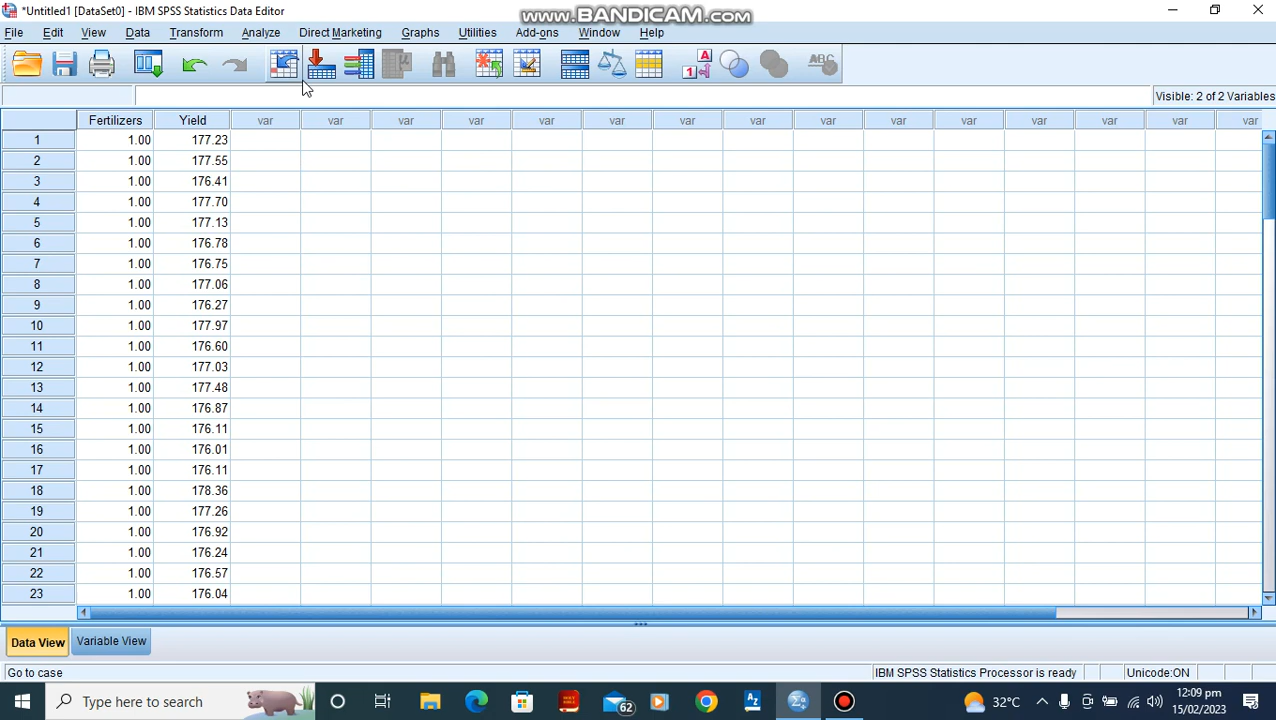 *Untitled1 [DataSet0] - IBM SPSS Statistics Data Editor
www.BANDICAM.com
File Edit View Data Transform Analyze Direct Marketing Graphs Utilities Add-ons Window Help
Visible: 2 of 2 Variables
Fertilizers Yield var var var var var var var var var var var var var var var
1 1.00 177.23
2 1.00 177.55
3 1.00 176.41
4 1.00 177.70
5 1.00 177.13
6 1.00 176.78
7 1.00 176.75
8 1.00 177.06
9 1.00 176.27
10 1.00 177.97
11 1.00 176.60
12 1.00 177.03
13 1.00 177.48
14 1.00 176.87
15 1.00 176.11
16 1.00 176.01
17 1.00 176.11
18 1.00 178.36
19 1.00 177.26
20 1.00 176.92
21 1.00 176.24
22 1.00 176.57
23 1.00 176.04
Data View Variable View
Go to case IBM SPSS Statistics Processor is ready Unicode:ON
Type here to search 62 32°C 12:09 pm
15/02/2023